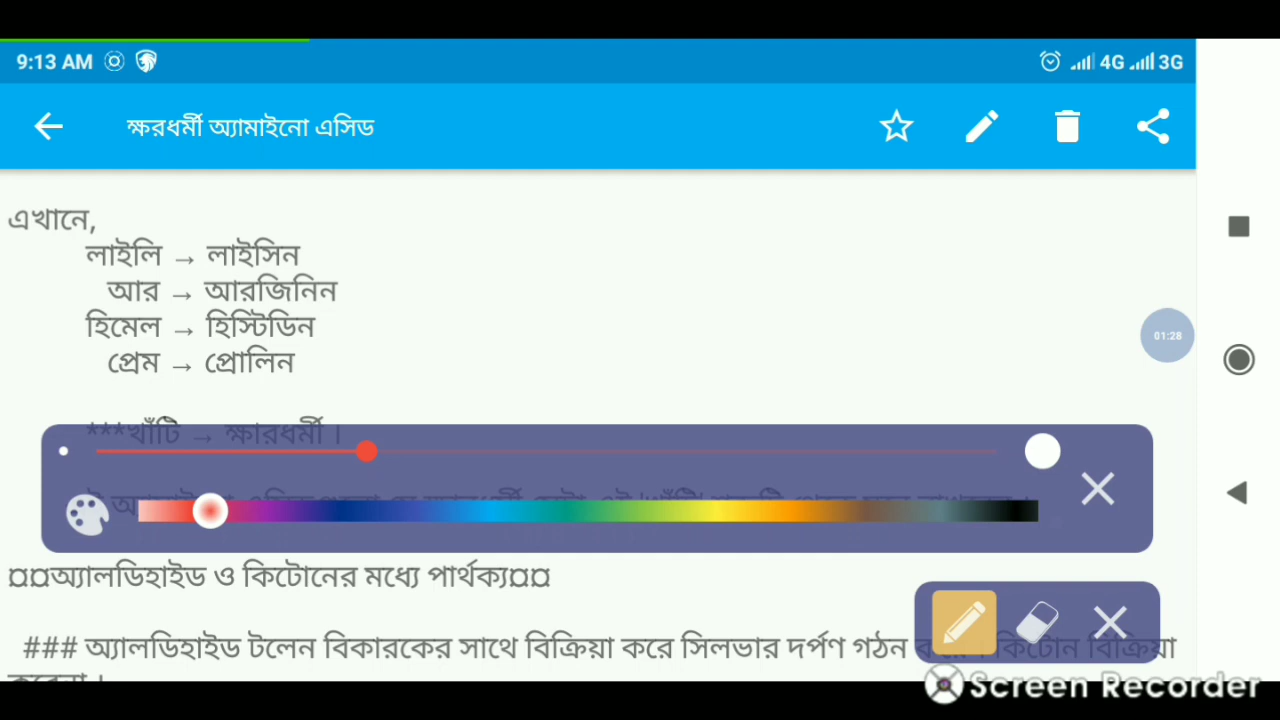 9:13 AM
4G 3G
ক্ষরধর্মী অ্যামাইনো এসিড
এখানে,
লাইলি → লাইসিন
আর → আরজিনিন
হিমেল → হিস্টিডিন
প্রেম → প্রোলিন
01:28
***খাঁটি → ক্ষারধর্মী ।
¤¤অ্যালডিহাইড ও কিটোনের মধ্যে পার্থক্য¤¤
### অ্যালডিহাইড টলেন বিকারকের সাথে বিক্রিয়া করে সিলভার দর্পণ গঠন কিটোন বিক্রিয়া
Screen Recorder